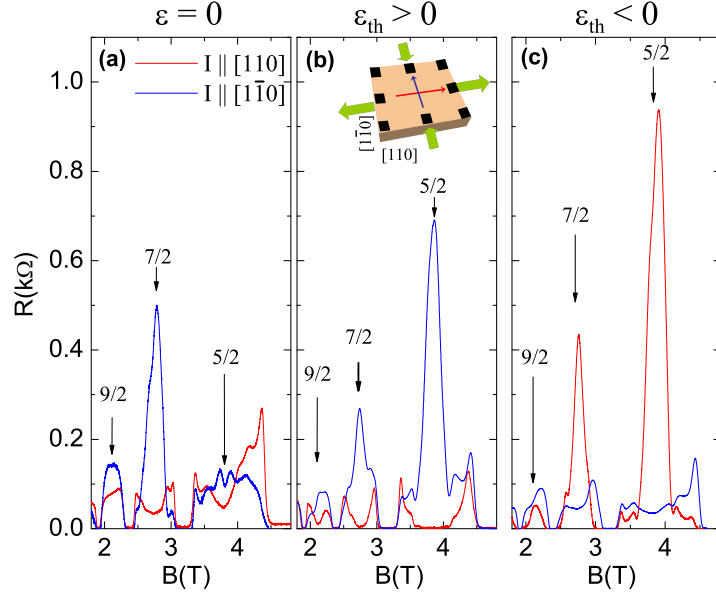 ε = 0
ε_th > 0
ε_th < 0
(a)
I || [110]
I || [11̄0]
(b)
(c)
[11̄0]
[110]
R(kΩ)
1.0
0.8
0.6
0.4
0.2
0.0
9/2
7/2
5/2
9/2
7/2
5/2
9/2
7/2
5/2
2 3 4
2 3 4
2 3 4
B(T)
B(T)
B(T)